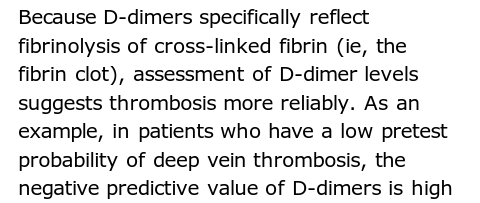 Because D-dimers specifically reflect
fibrinolysis of cross-linked fibrin (ie, the
fibrin clot), assessment of D-dimer levels
suggests thrombosis more reliably. As an
example, in patients who have a low pretest
probability of deep vein thrombosis, the
negative predictive value of D-dimers is high